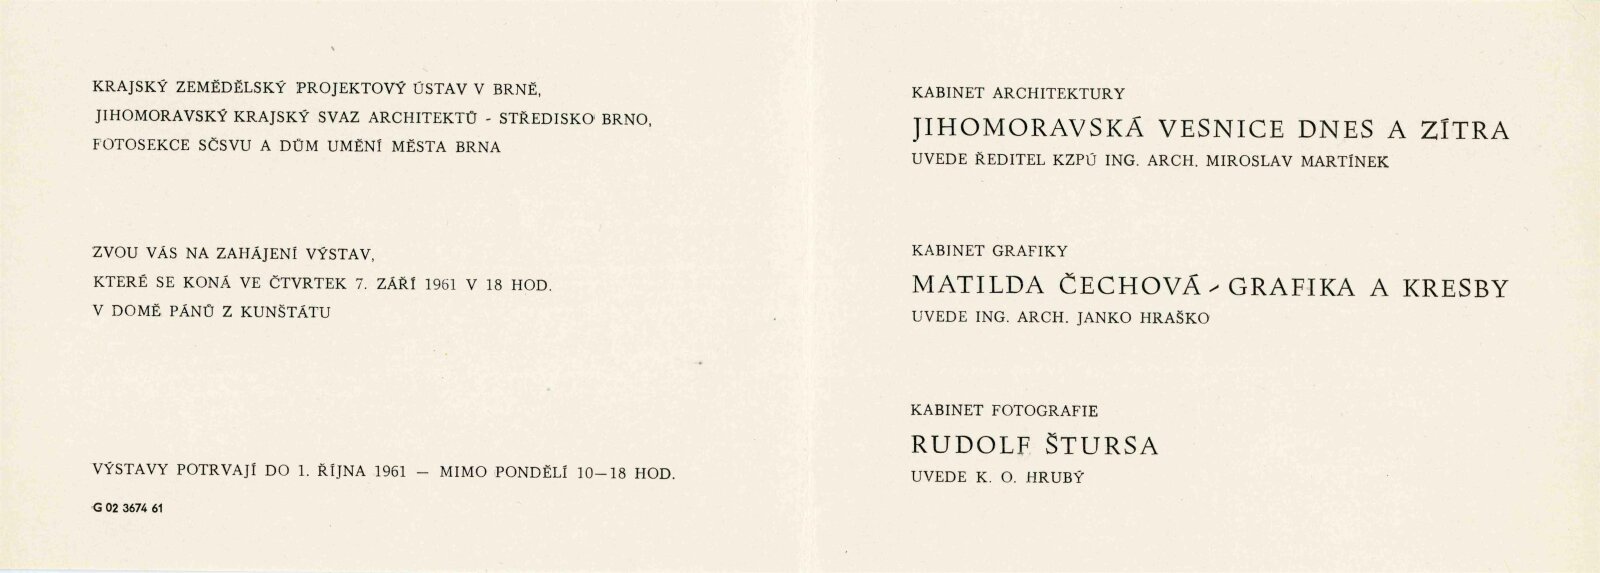 KRAJSKÝ ZEMĚDĚLSKÝ PROJEKTOVÝ ÚSTAV V BRNĚ,
JIHOMORAVSKÝ KRAJSKÝ SVAZ ARCHITEKTŮ - STŘEDISKO BRNO,
FOTOSEKCE SČSVU A DŮM UMĚNÍ MĚSTA BRNA
ZVOU VÁS NA ZAHÁJENÍ VÝSTAV,
KTERÉ SE KONÁ VE ČTVRTEK 7. ZÁŘÍ 1961 V 18 HOD.
V DOMĚ PÁNŮ Z KUNŠTÁTU
VÝSTAVY POTRVAJÍ DO 1. ŘÍJNA 1961 — MIMO PONDĚLÍ 10—18 HOD.
G 02 3674 61
KABINET ARCHITEKTURY
JIHOMORAVSKÁ VESNICE DNES A ZÍTRA
UVEDE ŘEDITEL KZPÚ ING. ARCH. MIROSLAV MARTÍNEK
KABINET GRAFIKY
MATILDA ČECHOVÁ - GRAFIKA A KRESBY
UVEDE ING. ARCH. JANKO HRAŠKO
KABINET FOTOGRAFIE
RUDOLF ŠTURSA
UVEDE K. O. HRUBÝ